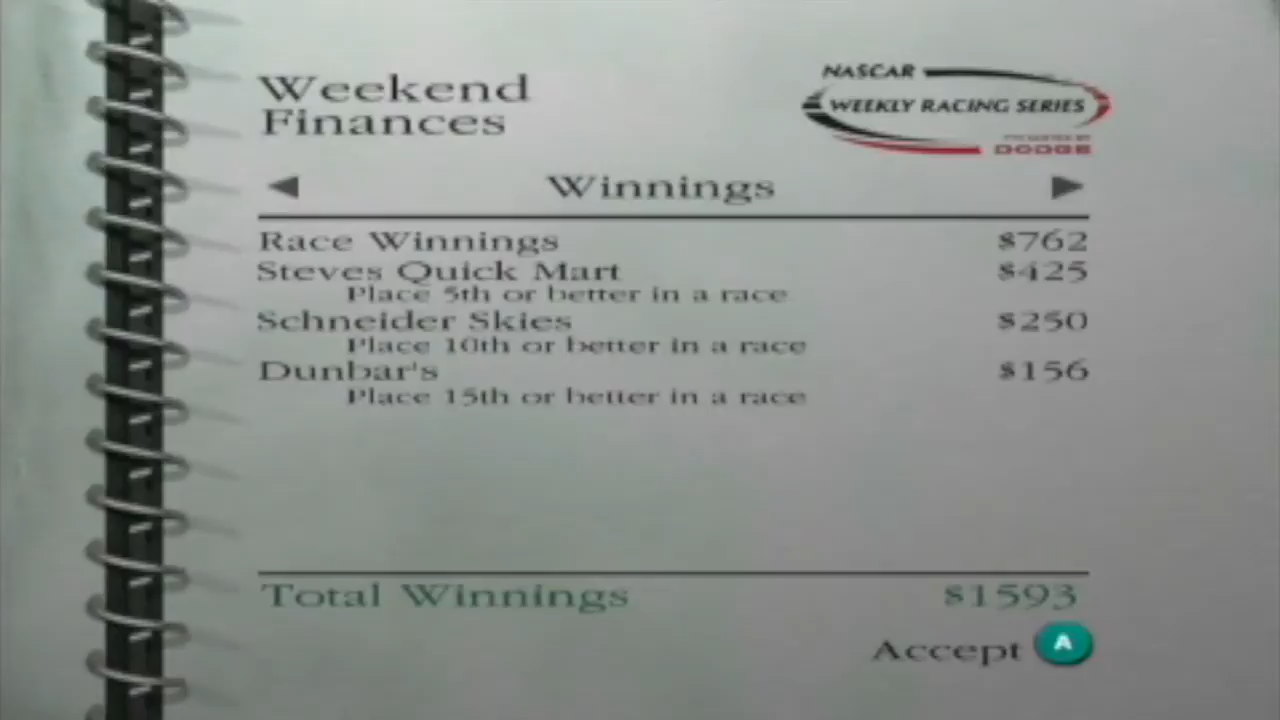 Weekend
Finances
NASCAR
WEEKLY RACING SERIES
PRESENTED BY
DODGE
Winnings
Race Winnings $762
Steves Quick Mart $425
Place 5th or better in a race
Schneider Skies $250
Place 10th or better in a race
Dunbar's $156
Place 15th or better in a race
Total Winnings $1593
Accept A